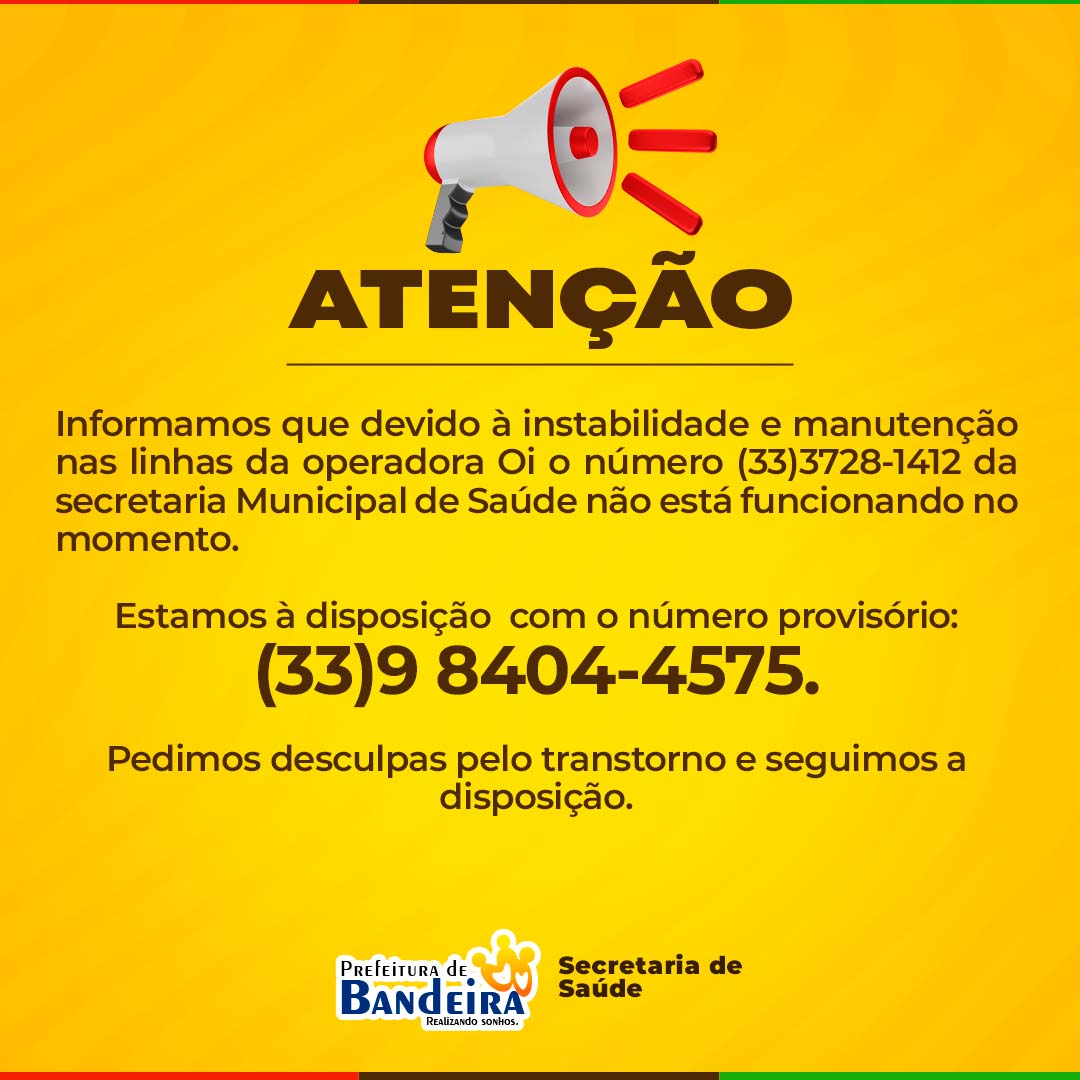 ATENÇÃO
Informamos que devido à instabilidade e manutenção
nas linhas da operadora Oi o número (33)3728-1412 da
secretaria Municipal de Saúde não está funcionando no
momento.
Estamos à disposição  com o número provisório:
(33)9 8404-4575.
Pedimos desculpas pelo transtorno e seguimos a
disposição.
Prefeitura de
Bandeira
Realizando sonhos.
Secretaria de
Saúde